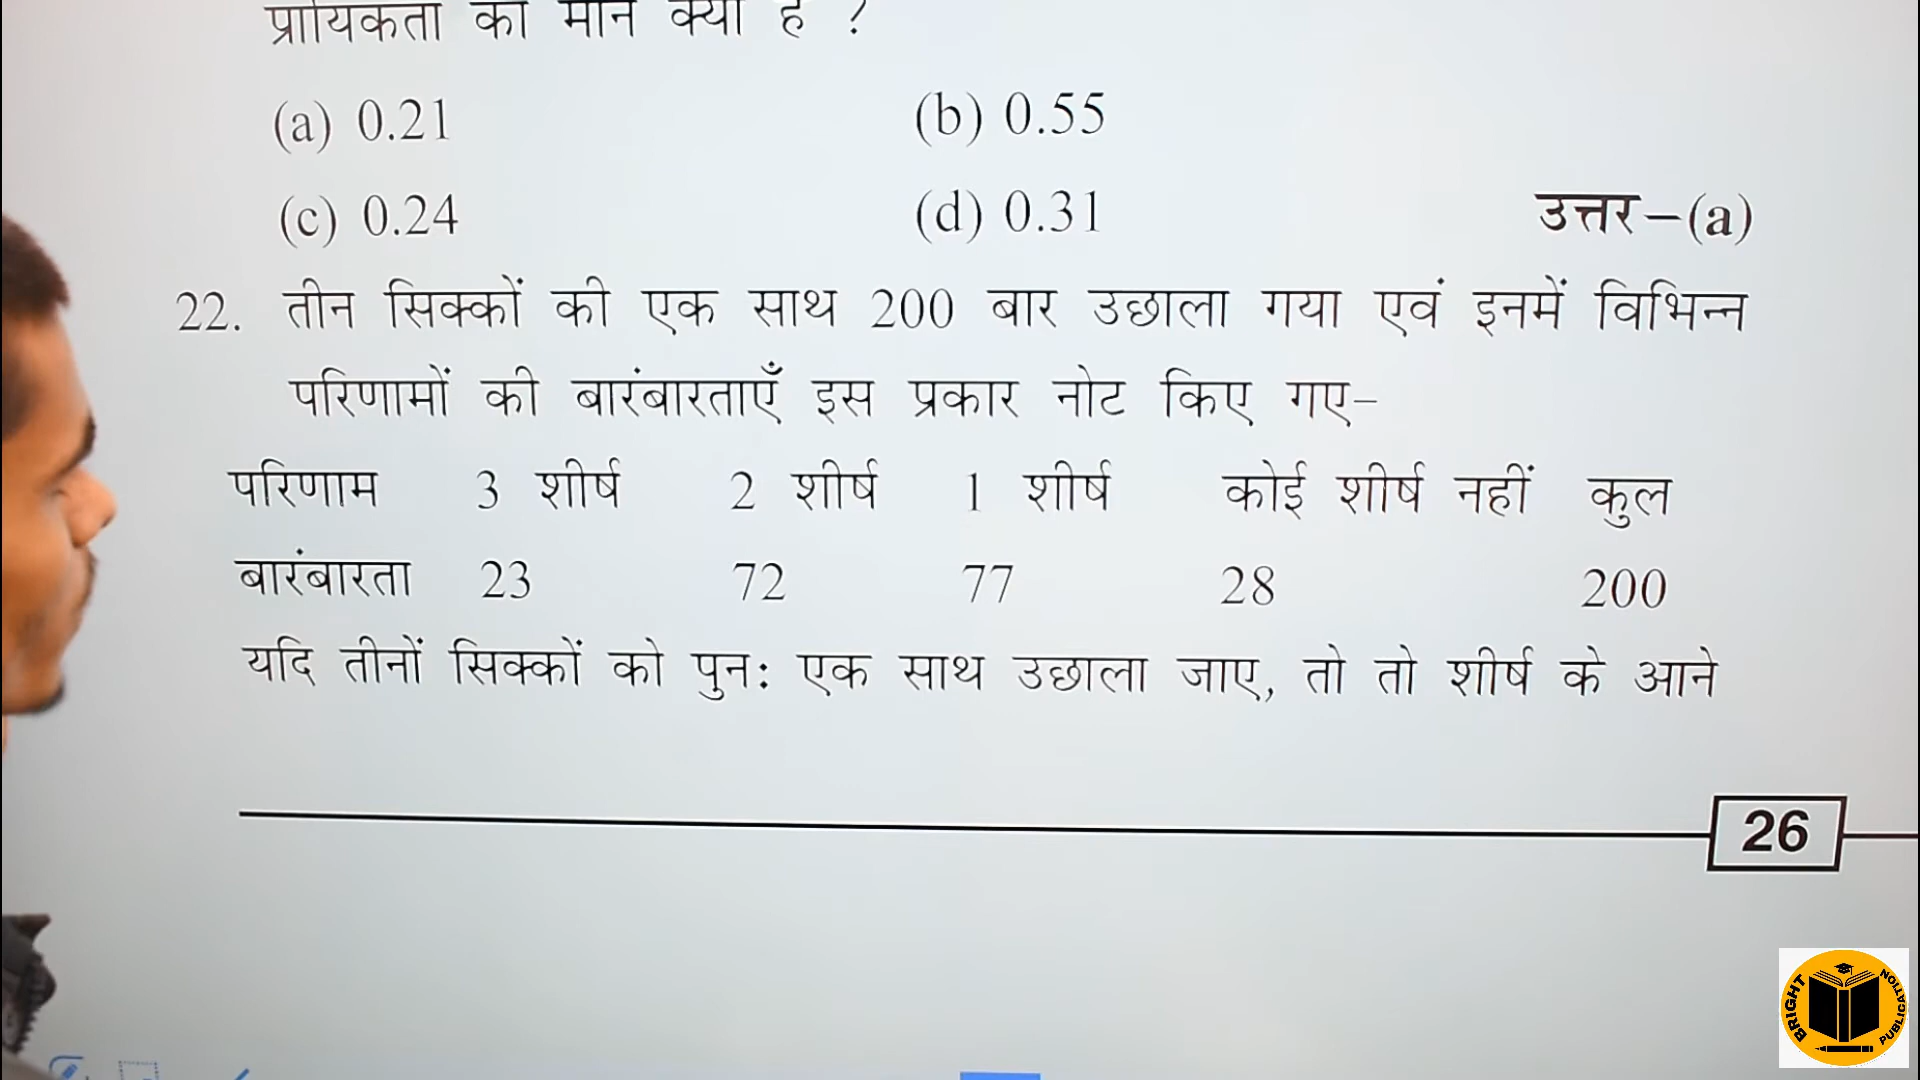 प्रायिकता का मान क्या है ?
(a) 0.21 (b) 0.55
(c) 0.24 (d) 0.31 उत्तर–(a)
22. तीन सिक्कों की एक साथ 200 बार उछाला गया एवं इनमें विभिन्न
परिणामों की बारंबारताएँ इस प्रकार नोट किए गए-
परिणाम 3 शीर्ष 2 शीर्ष 1 शीर्ष कोई शीर्ष नहीं कुल
बारंबारता 23 72 77 28 200
यदि तीनों सिक्कों को पुन: एक साथ उछाला जाए, तो तो शीर्ष के आने
26
BRIGHT PUBLICATION